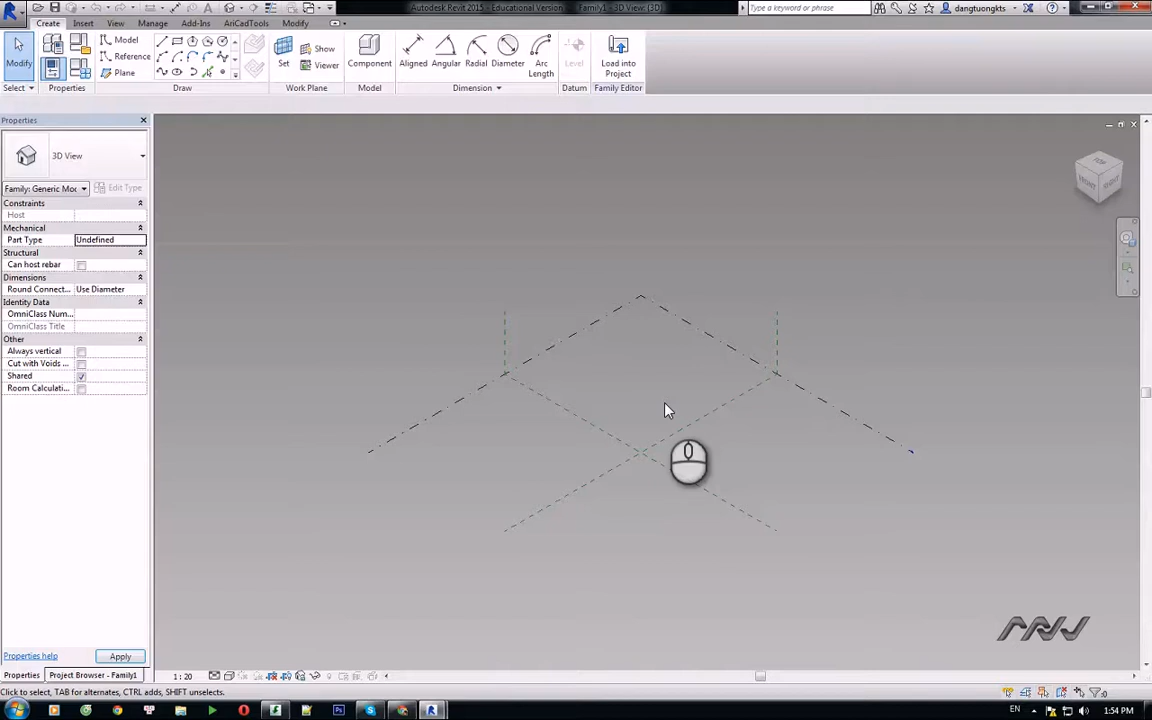 Autodesk Revit 2015 - Educational Version - Family1 - 3D View: {3D}
Type a keyword or phrase
dangtuongkts
Create Insert View Manage Add-Ins AriCadTools Modify
Modify
Model
Reference
Plane
Set
Show
Viewer
Component
Aligned
Angular
Radial
Diameter
Arc
Length
Level
Load into
Project
Select Properties Draw Work Plane Model Dimension Datum Family Editor
Properties
3D View
Family: Generic Moc
Edit Type
Constraints
Host
Mechanical
Part Type Undefined
Structural
Can host rebar
Dimensions
Round Connect... Use Diameter
Identity Data
OmniClass Num...
OmniClass Title
Other
Always vertical
Cut with Voids ...
Shared
Room Calculati...
TOP
FRONT
RIGHT
Properties help
Apply
Properties
Project Browser - Family1
1 : 20
Click to select, TAB for alternates, CTRL adds, SHIFT unselects.
:0
EN
1:54 PM